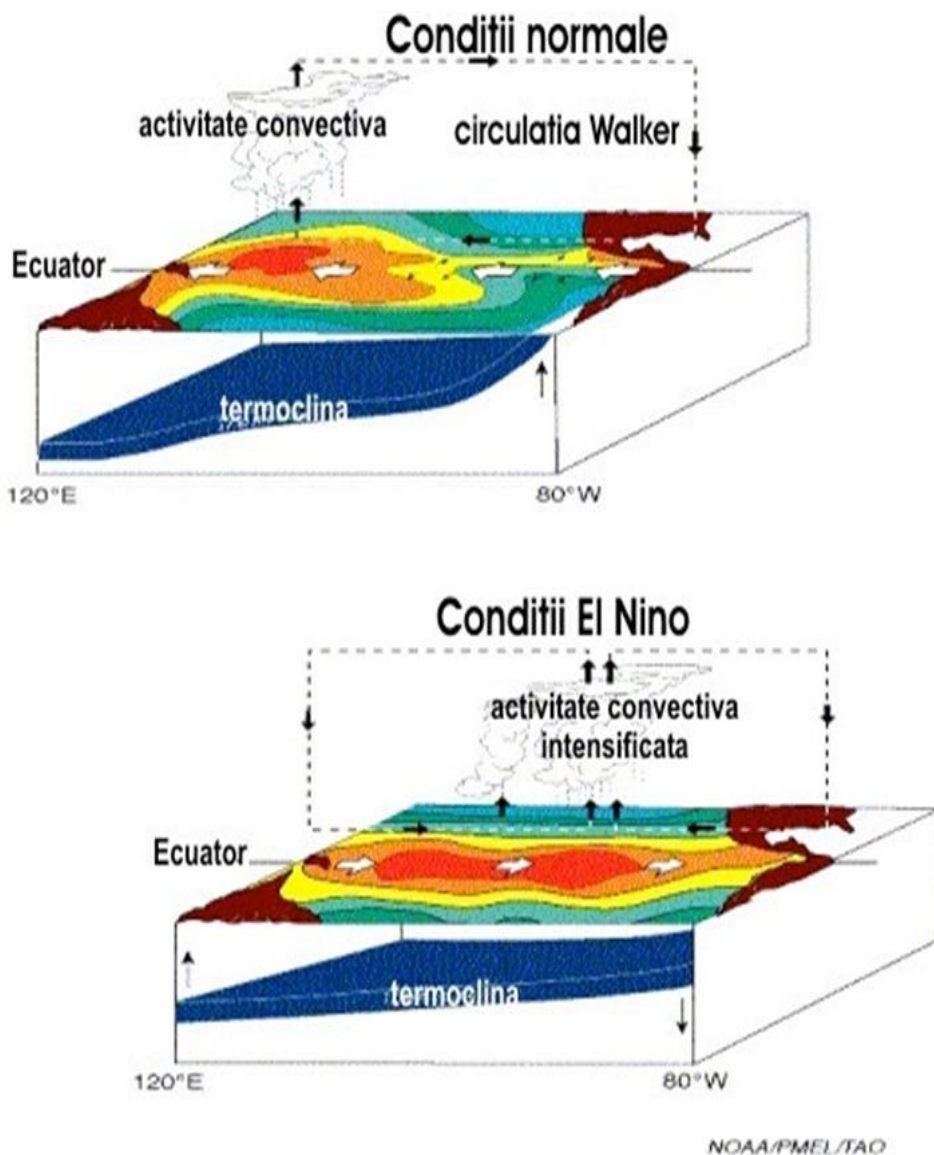 Conditii normale
activitate convectiva
circulatia Walker
Ecuator
termoclina
120°E
80°W
Conditii El Nino
activitate convectiva
intensificata
Ecuator
termoclina
120°E
80°W
NOAA/PMEL/TAO